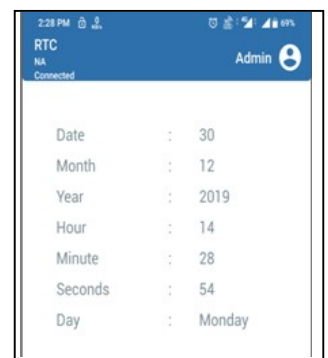 2:28 PM 69%
RTC
NA
Connected
Admin
Date : 30
Month : 12
Year : 2019
Hour : 14
Minute : 28
Seconds : 54
Day : Monday